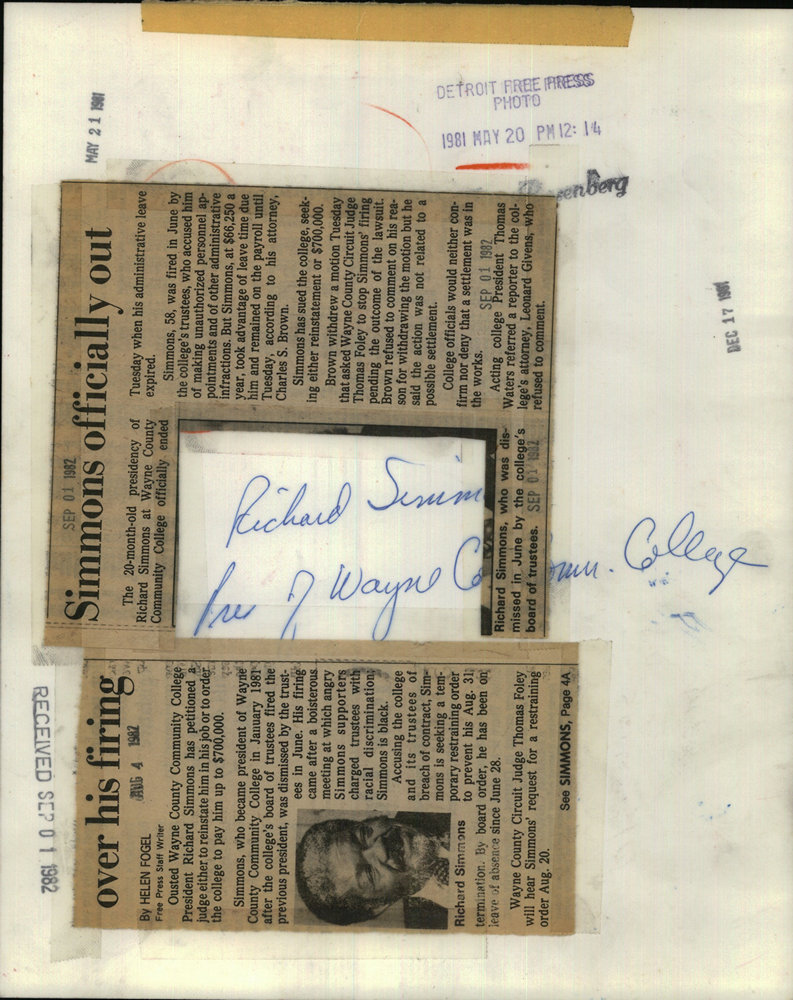 DETROIT FREE PRESS
PHOTO
1981 MAY 20 PM 12: 14
MAY 21 1981
DEC 17 1981
RECEIVED SEP 01 1982
SEP 01 1982
Simmons officially out
The 20-month-old presidency of
Richard Simmons at Wayne County
Community College officially ended
Tuesday when his administrative leave
expired.
Simmons, 58, was fired in June by
the college's trustees, who accused him
of making unauthorized personnel ap-
pointments and of other administrative
infractions. But Simmons, at $66,250 a
year, took advantage of leave time due
him and remained on the payroll until
Tuesday, according to his attorney,
Charles S. Brown.
Simmons has sued the college, seek-
ing either reinstatement or $700,000.
Brown withdrew a motion Tuesday
that asked Wayne County Circuit Judge
Thomas Foley to stop Simmons' firing
pending the outcome of the lawsuit.
Brown refused to comment on his rea-
son for withdrawing the motion but he
said the action was not related to a
possible settlement.
College officials would neither con-
firm nor deny that a settlement was in
the works.
SEP 01 1982
Acting college President Thomas
Waters referred a reporter to the col-
lege's attorney, Leonard Givens, who
refused to comment.
Richard Simmons, who was dis-
missed in June by the college's
board of trustees.
SEP 01 1982
Richard Simm
Pres of Wayne Co omm. College
over his firing
AUG 4 1982
By HELEN FOGEL
Free Press Staff Writer
Ousted Wayne County Community College
President Richard Simmons has petitioned a
judge either to reinstate him in his job or to order
the college to pay him up to $700,000.
Simmons, who became president of Wayne
County Community College in January 1981
after the college's board of trustees fired the
previous president, was dismissed by the trust-
ees in June. His firing
came after a boisterous
meeting at which angry
Simmons supporters
charged trustees with
racial discrimination.
Simmons is black.
Accusing the college
and its trustees of
breach of contract, Sim-
mons is seeking a tem-
porary restraining order
to prevent his Aug. 31
Richard Simmons
termination. By board order, he has been on
leave of absence since June 28.
Wayne County Circuit Judge Thomas Foley
will hear Simmons' request for a restraining
order Aug. 20.
See SIMMONS, Page 4A